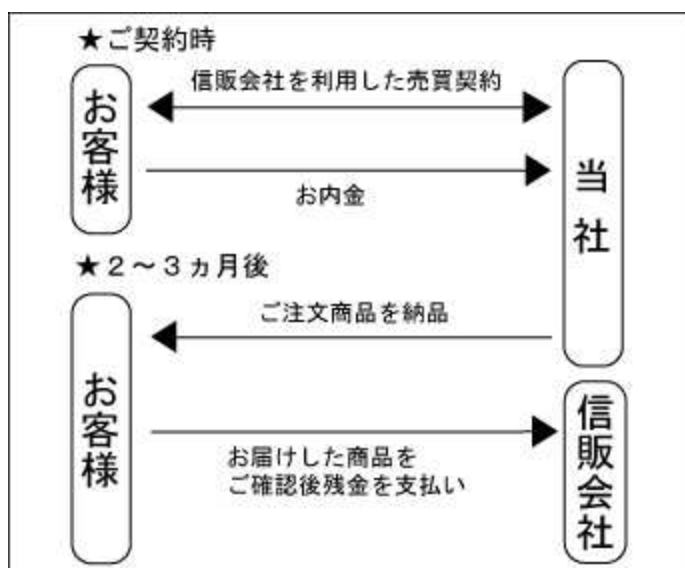 ★ご契約時
お客様
信販会社を利用した売買契約
お内金
当社
★２～３ヵ月後
お客様
ご注文商品を納品
お届けした商品を
ご確認後残金を支払い
信販会社